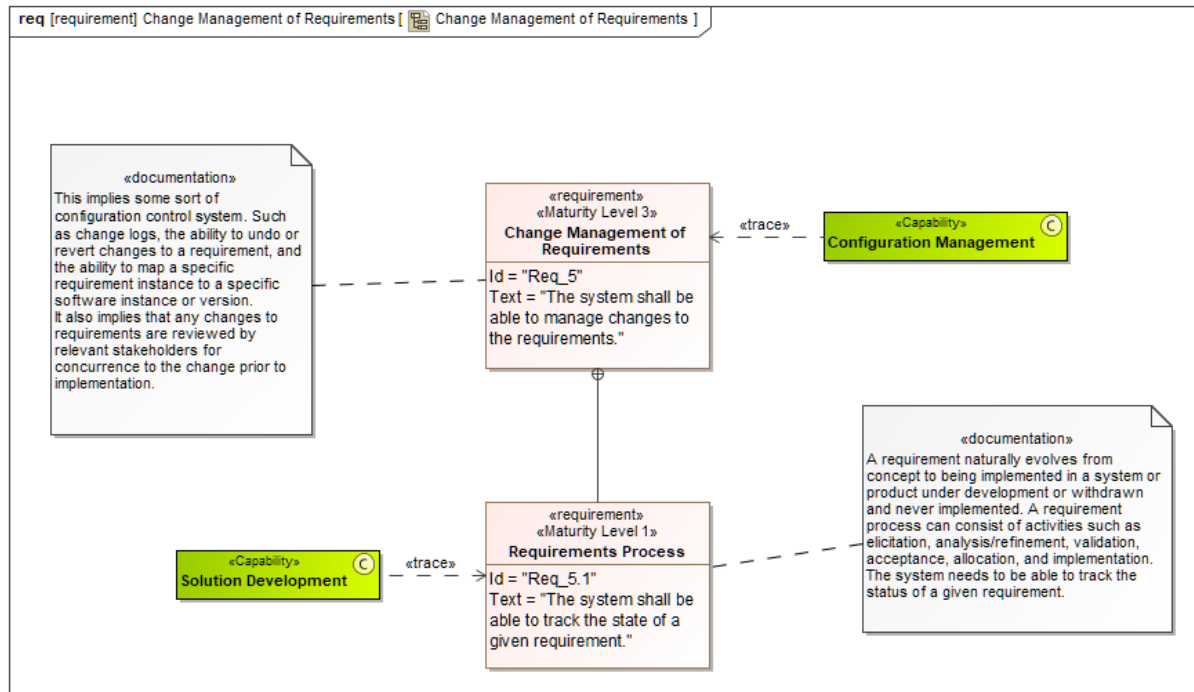 req [requirement] Change Management of Requirements [ Change Management of Requirements ]
«documentation»
This implies some sort of
configuration control system. Such
as change logs, the ability to undo or
revert changes to a requirement, and
the ability to map a specific
requirement instance to a specific
software instance or version.
It also implies that any changes to
requirements are reviewed by
relevant stakeholders for
concurrence to the change prior to
implementation.
«requirement»
«Maturity Level 3»
Change Management of
Requirements
Id = "Req_5"
Text = "The system shall be
able to manage changes to
the requirements."
«trace»
«Capability»
C
Configuration Management
«documentation»
A requirement naturally evolves from
concept to being implemented in a system or
product under development or withdrawn
and never implemented. A requirement
process can consist of activities such as
elicitation, analysis/refinement, validation,
acceptance, allocation, and implementation.
The system needs to be able to track the
status of a given requirement.
«Capability»
C
Solution Development
«trace»
«requirement»
«Maturity Level 1»
Requirements Process
Id = "Req_5.1"
Text = "The system shall be
able to track the state of a
given requirement."